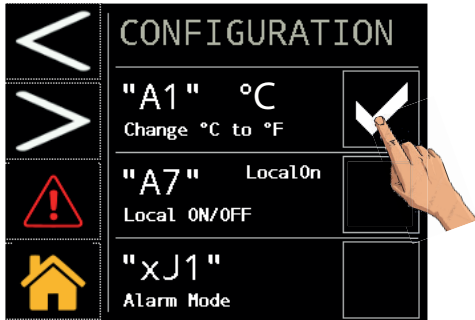 CONFIGURATION
"A1" °C
Change °C to °F
"A7" LocalOn
Local ON/OFF
"xJ1"
Alarm Mode